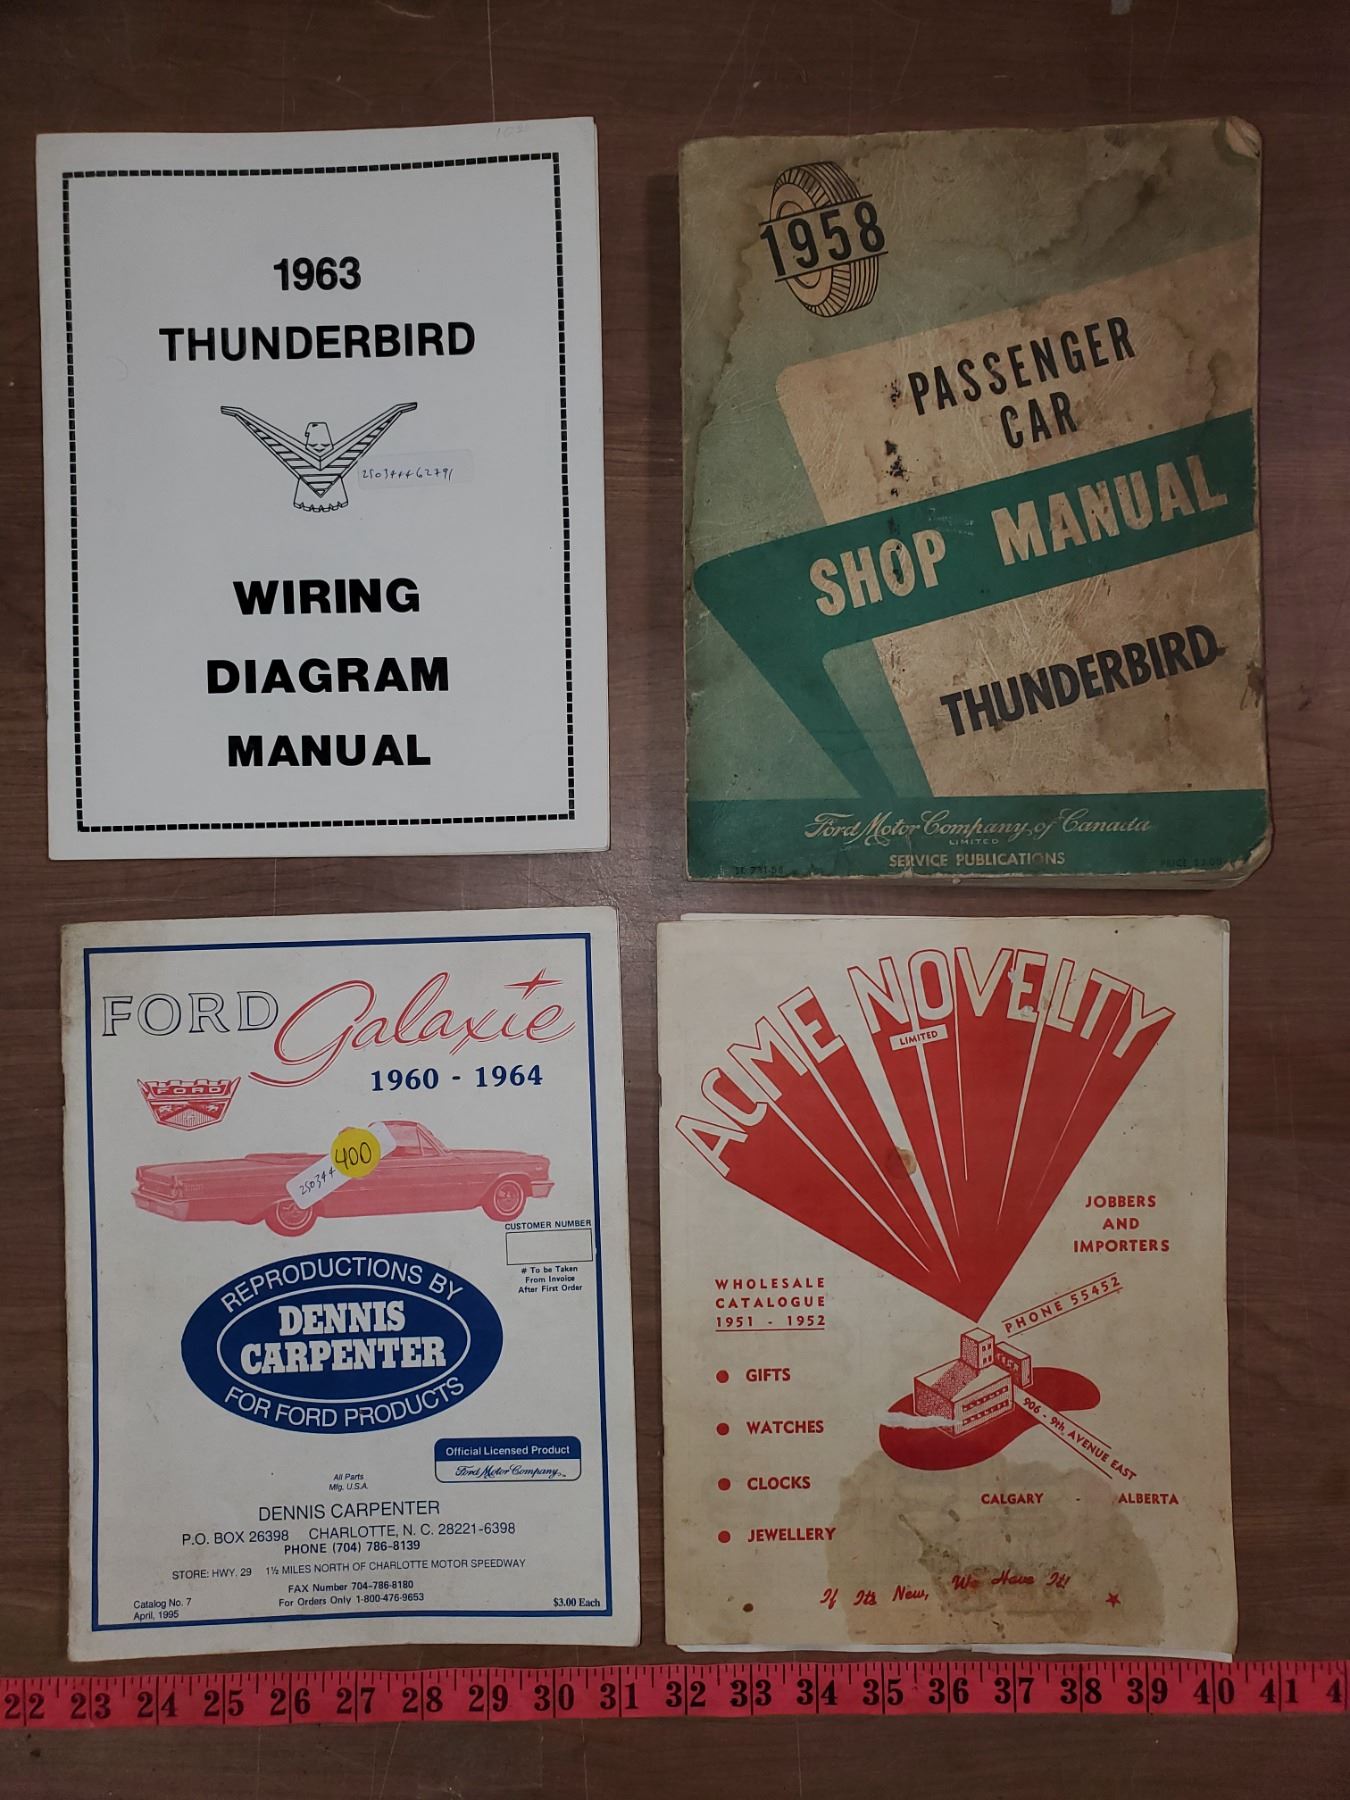 1963
THUNDERBIRD
WIRING
DIAGRAM
MANUAL
1958
PASSENGER
CAR
SHOP MANUAL
THUNDERBIRD
Ford Motor Company of Canada
LIMITED
SERVICE PUBLICATIONS
FORD Galaxie
1960 - 1964
FORD
400
CUSTOMER NUMBER
# To be Taken
From Invoice
After First Order
REPRODUCTIONS BY
DENNIS
CARPENTER
FOR FORD PRODUCTS
Official Licensed Product
Ford Motor Company
All Parts
Mfg. U.S.A.
DENNIS CARPENTER
P.O. BOX 26398 CHARLOTTE, N. C. 28221-6398
PHONE (704) 786-8139
STORE: HWY. 29 1½ MILES NORTH OF CHARLOTTE MOTOR SPEEDWAY
FAX Number 704-786-8180
For Orders Only 1-800-476-9653
Catalog No. 7
April, 1995
$3.00 Each
ACME NOVELTY
LIMITED
JOBBERS
AND
IMPORTERS
WHOLESALE
CATALOGUE
1951 - 1952
PHONE 55452
GIFTS
WATCHES
CLOCKS
JEWELLERY
906 - 9th AVENUE EAST
CALGARY - ALBERTA
If Its New, We Have It!
22 23 24 25 26 27 28 29 30 31 32 33 34 35 36 37 38 39 40 41 4